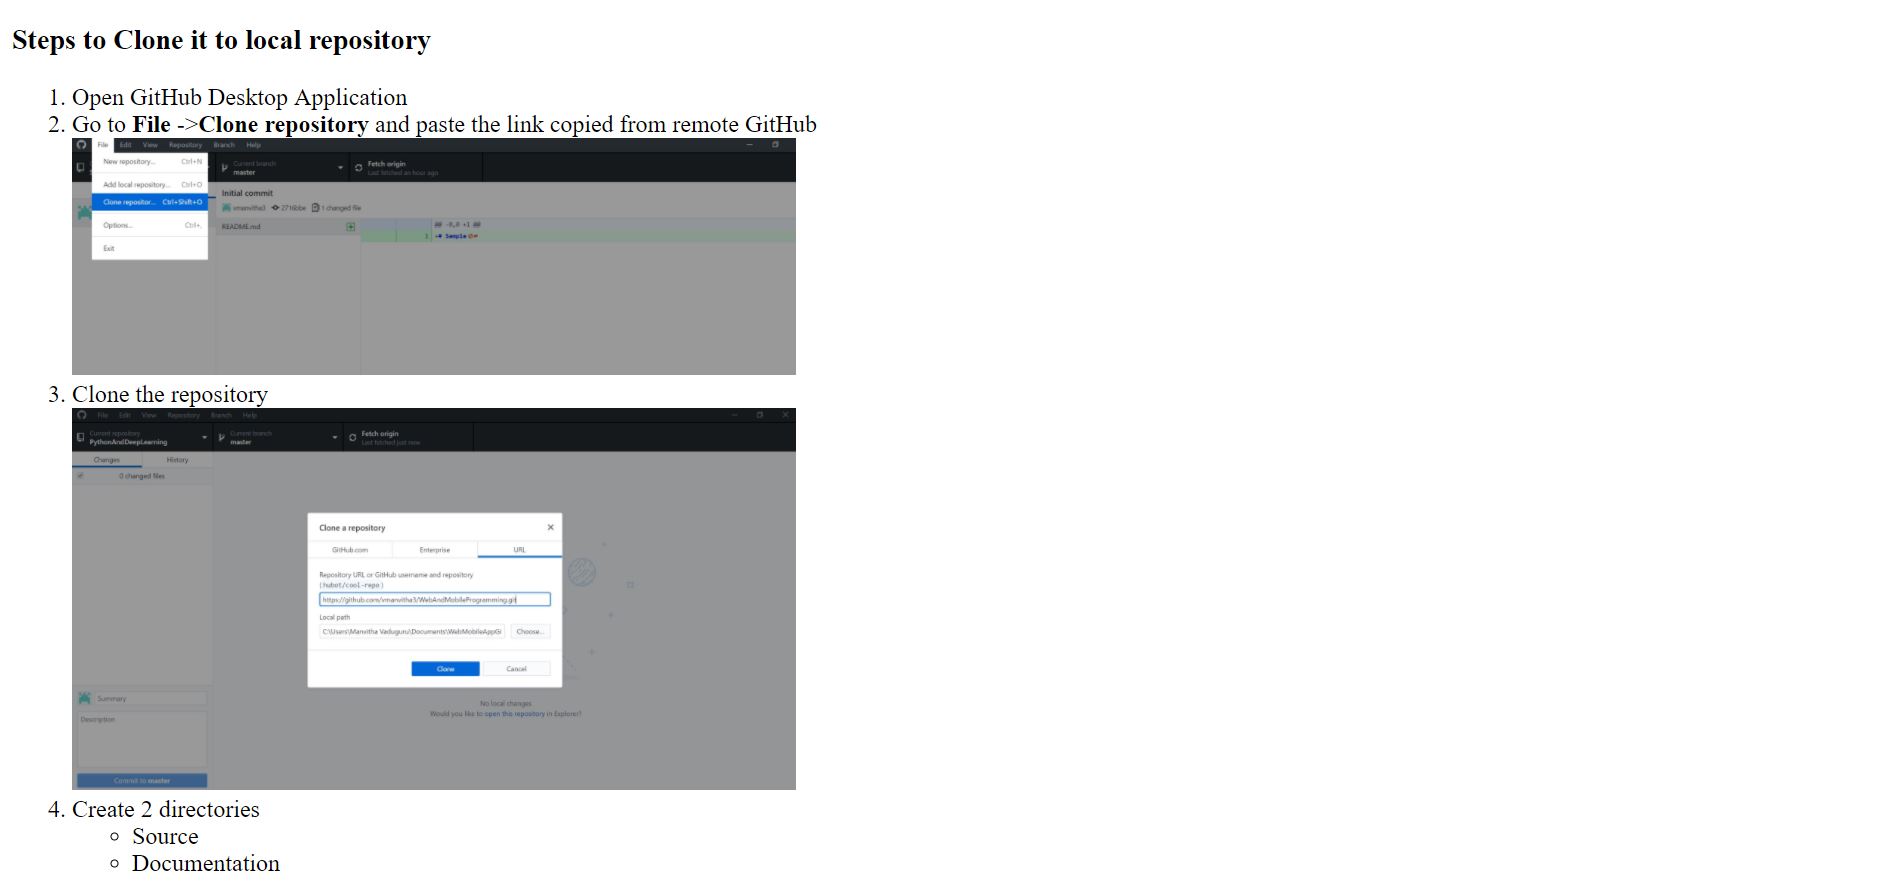 Steps to Clone it to local repository
1. Open GitHub Desktop Application
2. Go to File ->Clone repository and paste the link copied from remote GitHub
File Edit View Repository Branch Help
New repository... Ctrl+N
Current branch
master
Fetch origin
Last fetched an hour ago
Add local repository... Ctrl+O
Initial commit
Clone repositor... Ctrl+Shift+O
vmanvitha3 2716bbe 1 changed file
Options... Ctrl+,
README.md
@@ -0,0 +1 @@
1 +# Sample
Exit
3. Clone the repository
File Edit View Repository Branch Help
Current repository
PythonAndDeepLearning
Current branch
master
Fetch origin
Last fetched just now
Changes History
0 changed files
Clone a repository
GitHub.com Enterprise URL
Repository URL or GitHub username and repository
(hubot/cool-repo)
https://github.com/vmanvitha3/WebAndMobileProgramming.git
Local path
C:\Users\Manvitha Vaduguru\Documents\WebMobileAppGi Choose...
Clone Cancel
Summary
Description
No local changes
Would you like to open this repository in Explorer?
Commit to master
4. Create 2 directories
Source
Documentation